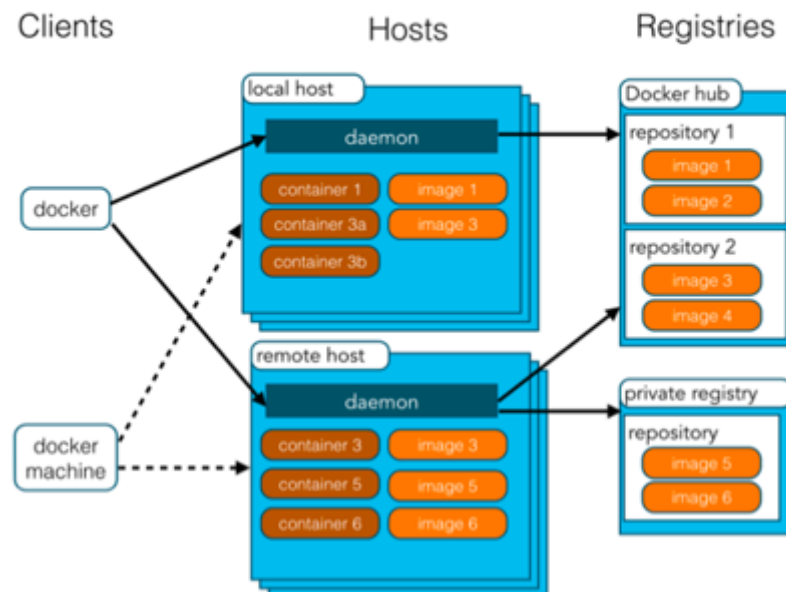 Clients
Hosts
Registries
local host
daemon
container 1
image 1
container 3a
image 3
container 3b
remote host
daemon
container 3
image 3
container 5
image 5
container 6
image 6
docker
docker
machine
Docker hub
repository 1
image 1
image 2
repository 2
image 3
image 4
private registry
repository
image 5
image 6